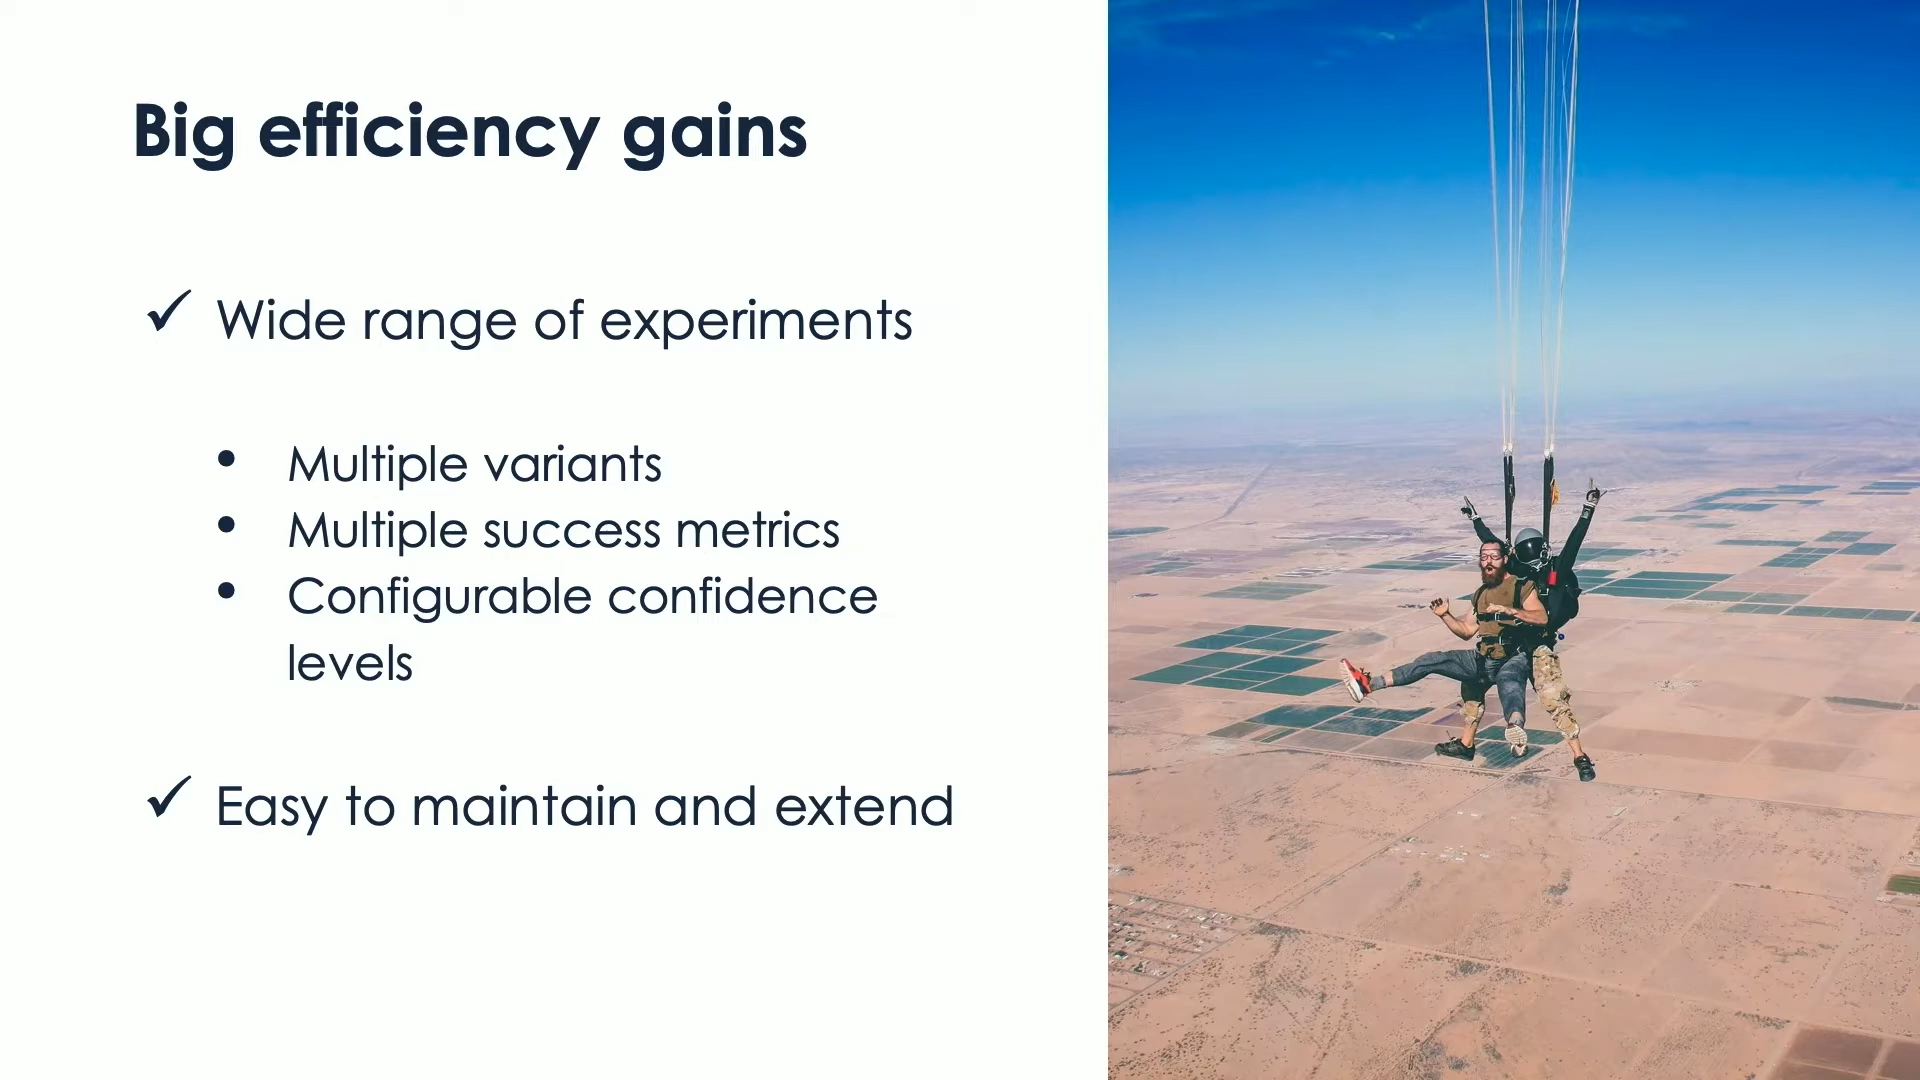 Big efficiency gains
✓ Wide range of experiments
• Multiple variants
• Multiple success metrics
• Configurable confidence
levels
✓ Easy to maintain and extend